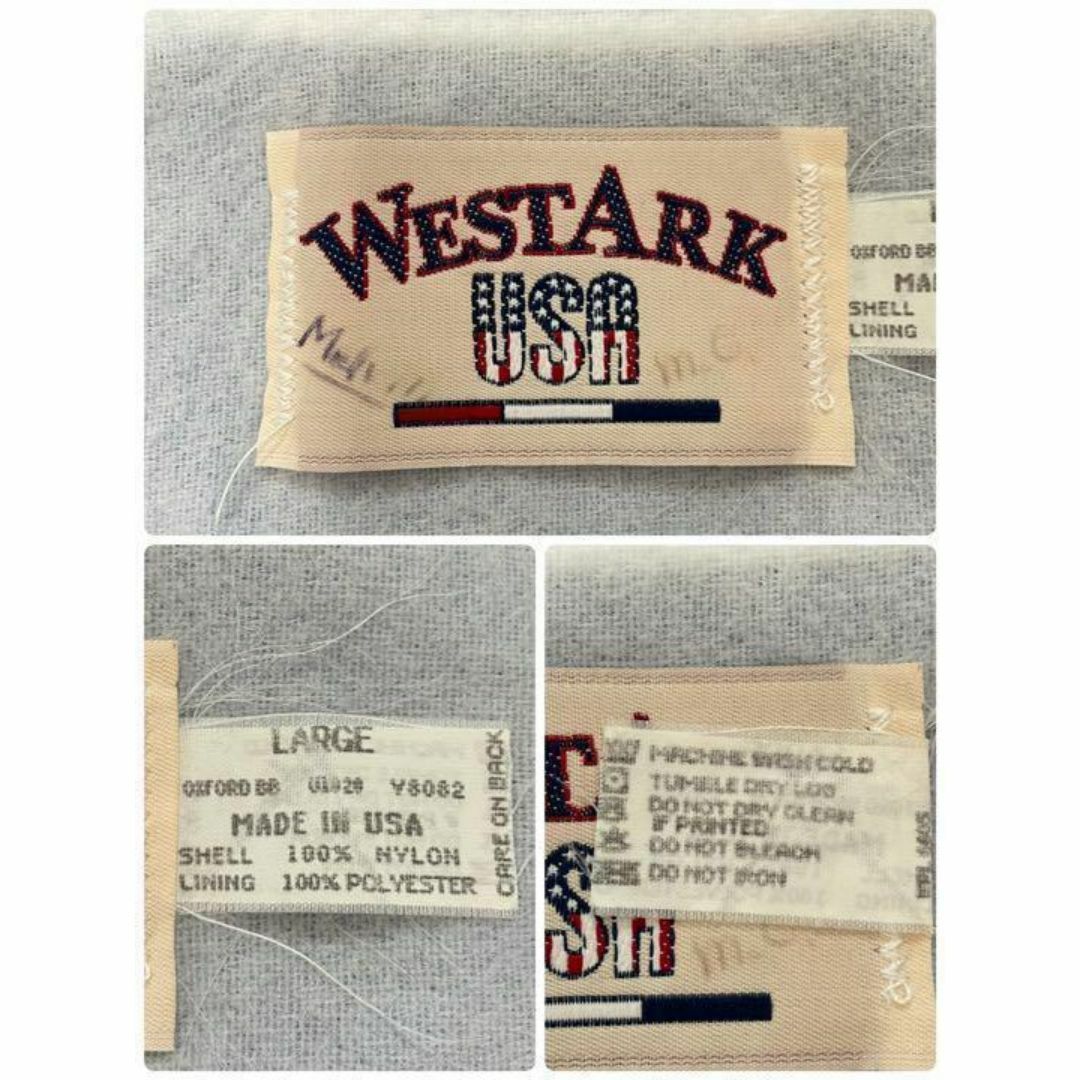 WESTARK
USA
OXFORD BB
MA
SHELL
LINING
LARGE
OXFORD BB V8082
MADE IN USA
SHELL 100% NYLON
LINING 100% POLYESTER
CARE ON BACK
T
MACHINE WASH COLD
TUMBLE DRY LOW
DO NOT DRY CLEAN
IF PRINTED
DO NOT BLEACH
DO NOT IRON
SA